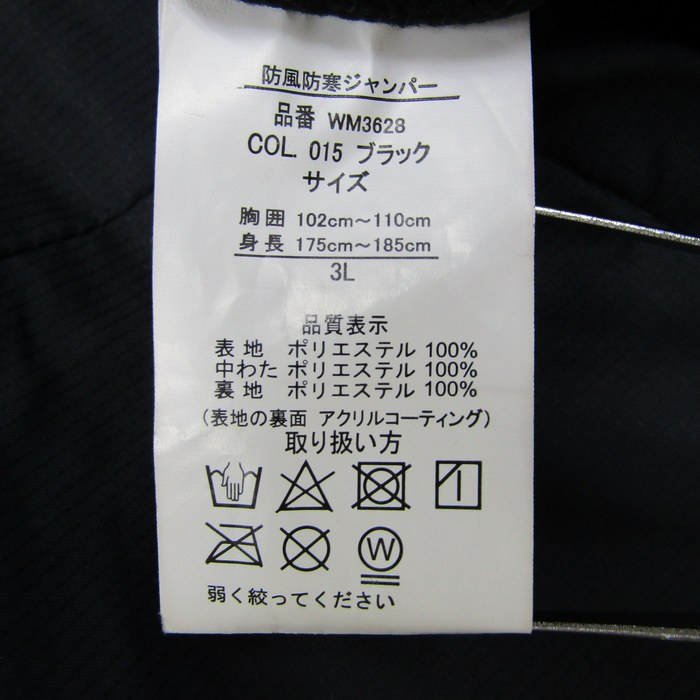 防風防寒ジャンパー
品番 WM3628
COL. 015 ブラック
サイズ
胸囲 102cm～110cm
身長 175cm～185cm
3L
品質表示
表地 ポリエステル 100%
中わた ポリエステル 100%
裏地 ポリエステル 100%
(表地の裏面 アクリルコーティング)
取り扱い方
W
弱く絞ってください